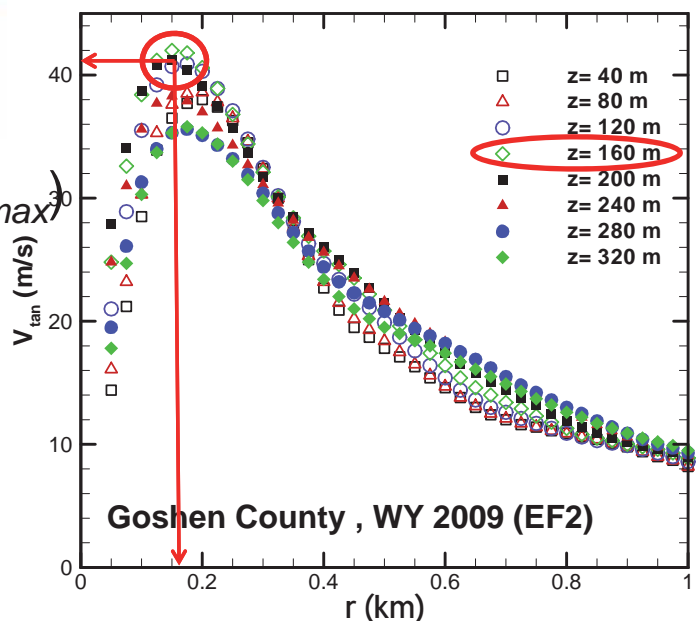 40
30
20
10
0
max)
V_tan (m/s)
z= 40 m
z= 80 m
z= 120 m
z= 160 m
z= 200 m
z= 240 m
z= 280 m
z= 320 m
Goshen County , WY 2009 (EF2)
0 0.2 0.4 0.6 0.8 1
r (km)